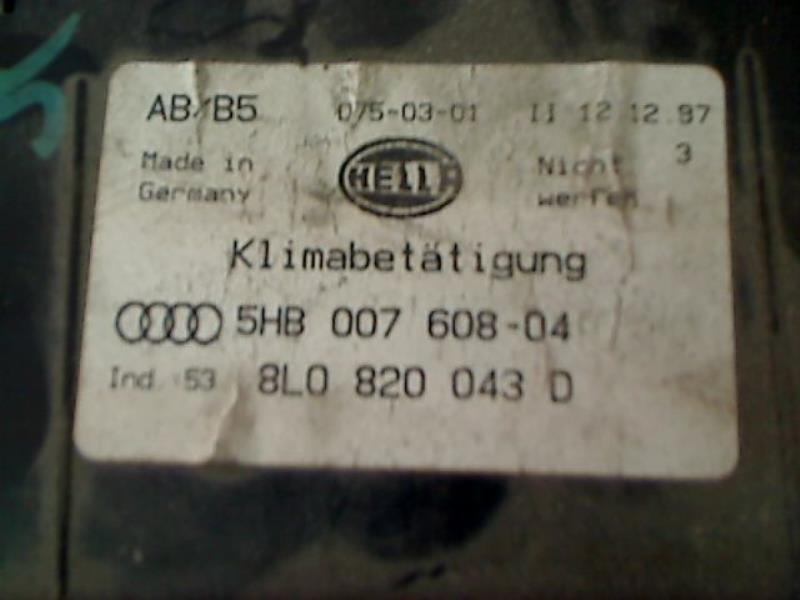 AB/B5 075-03-01 II 12 12.97
3
Made in Germany
HELLA
Nicht werfen
Klimabetätigung
5HB 007 608-04
Ind. 53 8L0 820 043 D